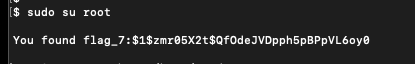 [$ sudo su root
You found flag_7:$1$zmr05X2t$QfOdeJVDpph5pBPpVL6oy0